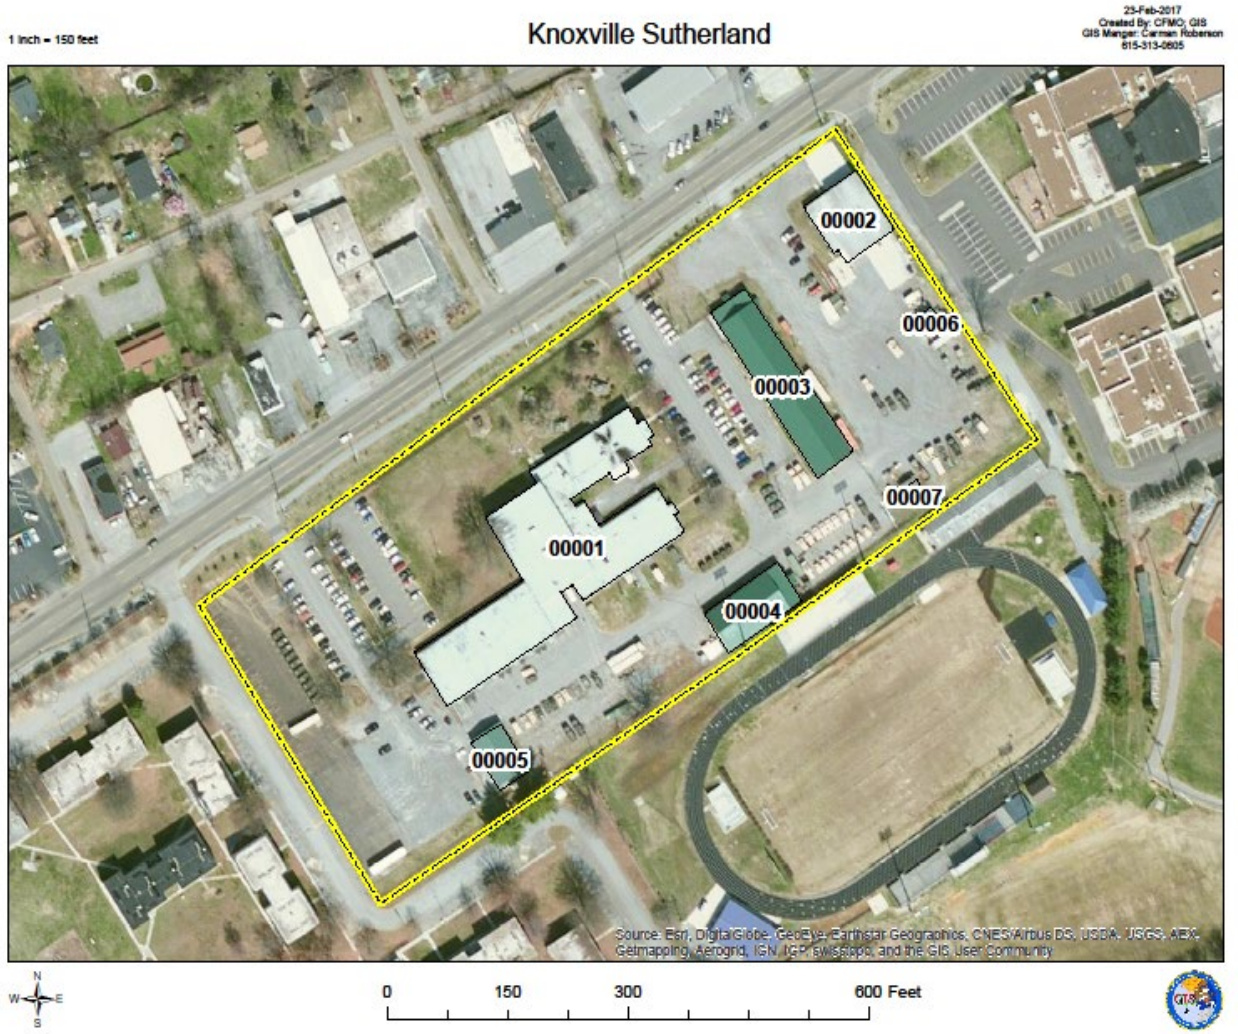 23-Feb-2017
Created By: CFMO; GIS
GIS Manger: Carman Roberson
615-313-0605
1 inch = 150 feet
Knoxville Sutherland
00002
00006
00003
00007
00001
00004
00005
Source: Esri, DigitalGlobe, GeoEye, Earthstar Geographics, CNES/Airbus DS, USDA, USGS, AEX,
Getmapping, Aerogrid, IGN, IGP, swisstopo, and the GIS User Community
N
W E
S
0 150 300 600 Feet
GIS